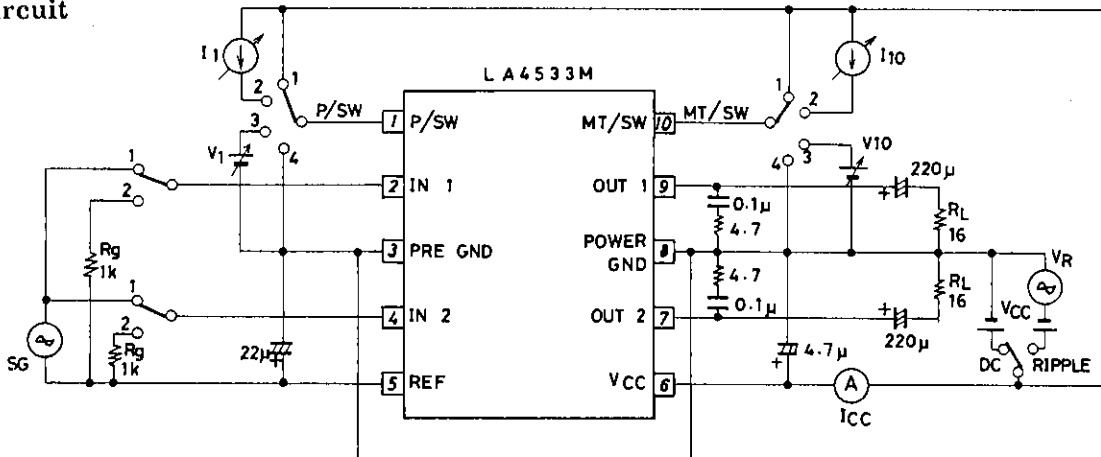 rcuit
I1
I10
LA4533M
1
2
3
4
P/SW
1
P/SW
MT/SW
10
MT/SW
1
2
3
4
V1
V10
1
2
2
IN 1
OUT 1
9
220μ
+
0.1μ
4.7
RL
16
Rg
1k
3
PRE GND
POWER
GND
8
VR
4.7
0.1μ
RL
16
VCC
1
2
4
IN 2
OUT 2
7
+
220μ
SG
Rg
1k
22μ
+
4.7μ
+
DC
RIPPLE
5
REF
VCC
6
A
ICC